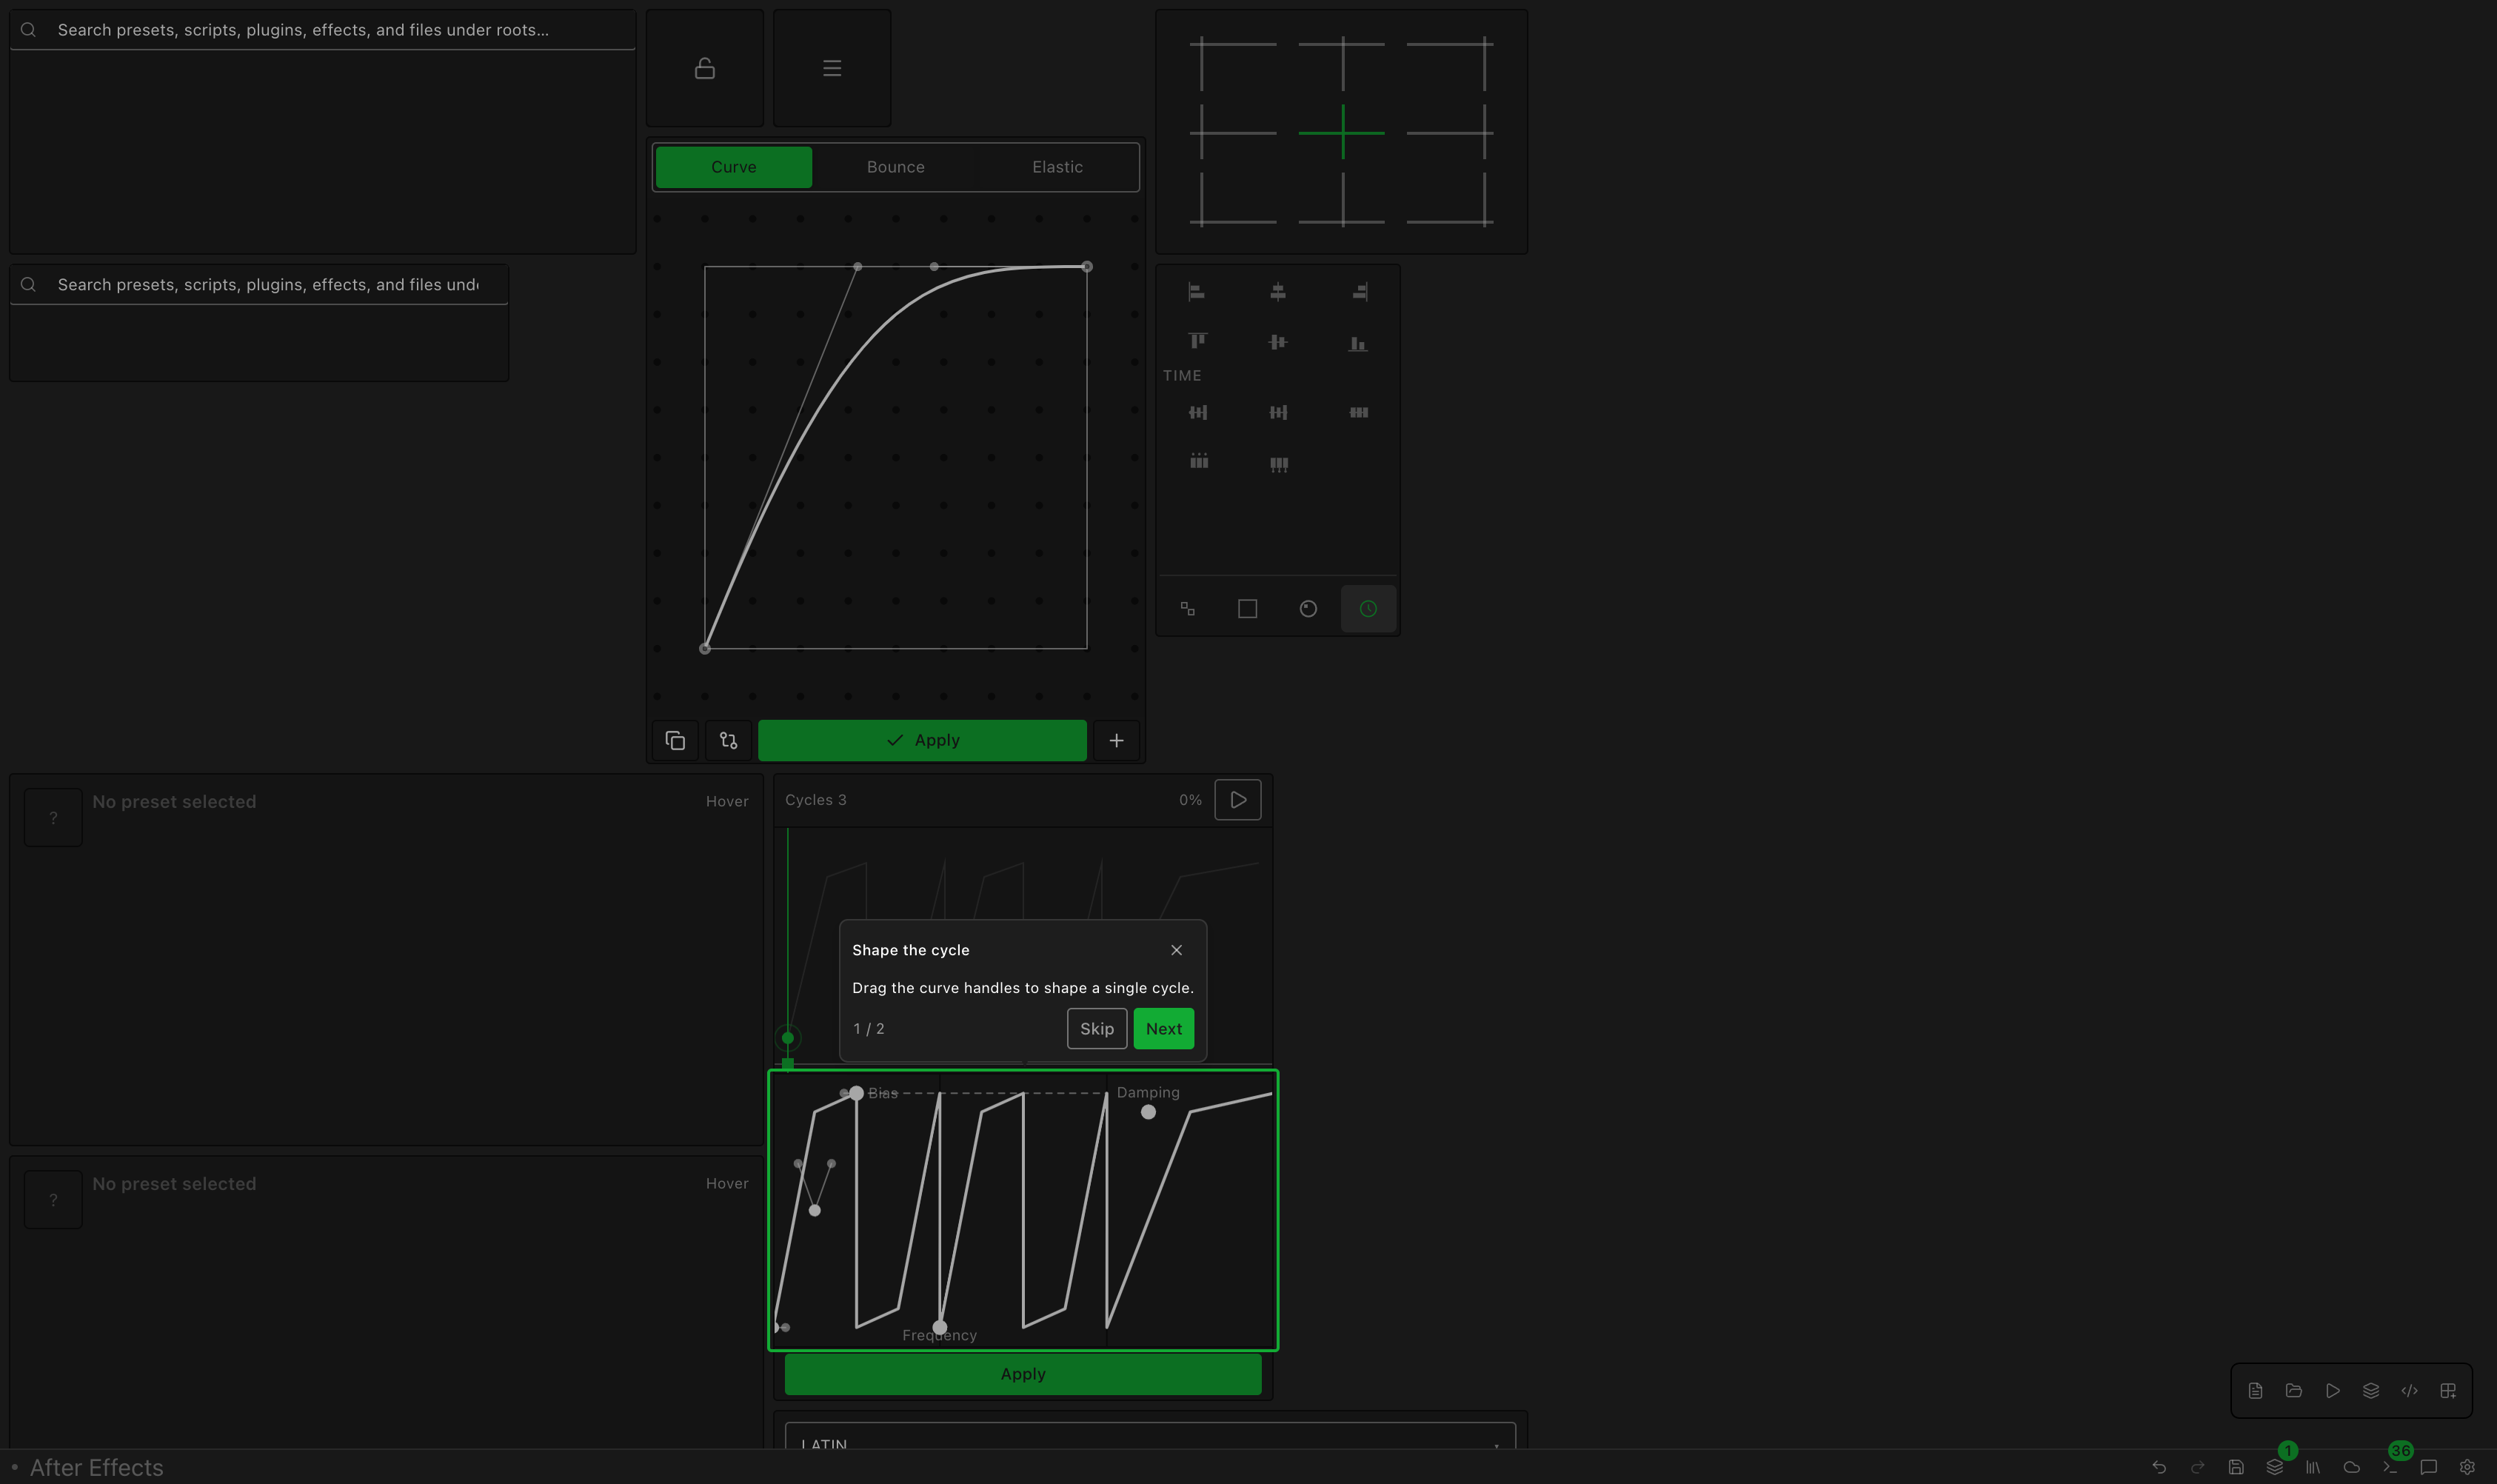 Search presets, scripts, plugins, effects, and files under roots...
Curve
Bounce
Elastic
Search presets, scripts, plugins, effects, and files und
TIME
Apply
No preset selected
Hover
Cycles 3
0%
Shape the cycle
Drag the curve handles to shape a single cycle.
1 / 2
Skip
Next
Bias
Damping
No preset selected
Hover
Frequency
Apply
LATIN
After Effects
1
36